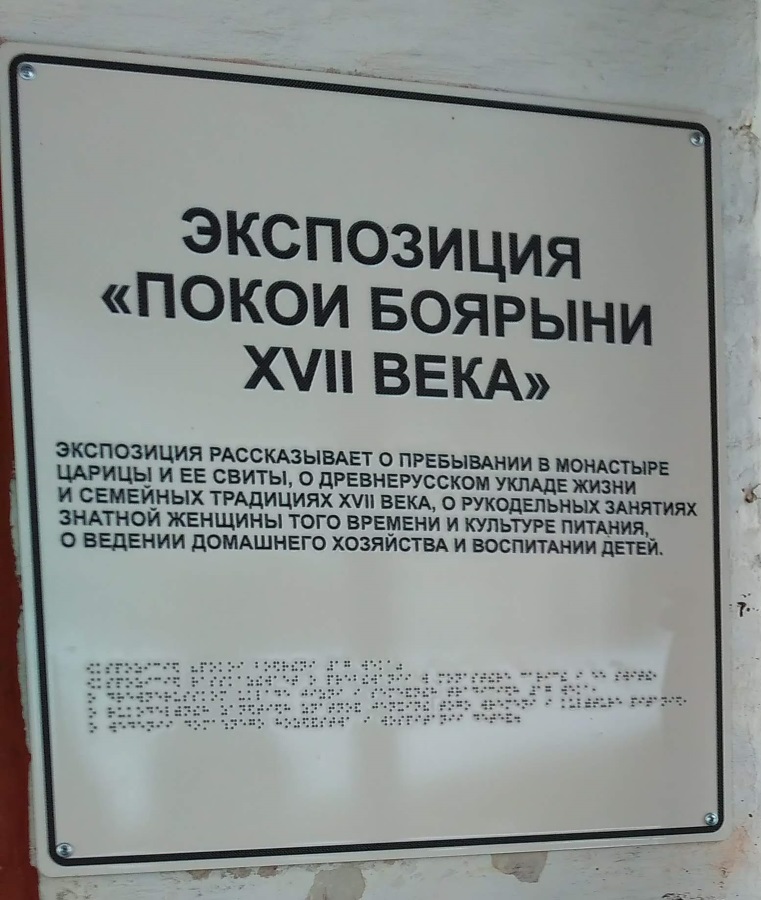 ЭКСПОЗИЦИЯ
«ПОКОИ БОЯРЫНИ
XVII ВЕКА»
ЭКСПОЗИЦИЯ РАССКАЗЫВАЕТ О ПРЕБЫВАНИИ В МОНАСТЫРЕ
ЦАРИЦЫ И ЕЕ СВИТЫ, О ДРЕВНЕРУССКОМ УКЛАДЕ ЖИЗНИ
И СЕМЕЙНЫХ ТРАДИЦИЯХ XVII ВЕКА, О РУКОДЕЛЬНЫХ ЗАНЯТИЯХ
ЗНАТНОЙ ЖЕНЩИНЫ ТОГО ВРЕМЕНИ И КУЛЬТУРЕ ПИТАНИЯ,
О ВЕДЕНИИ ДОМАШНЕГО ХОЗЯЙСТВА И ВОСПИТАНИИ ДЕТЕЙ.